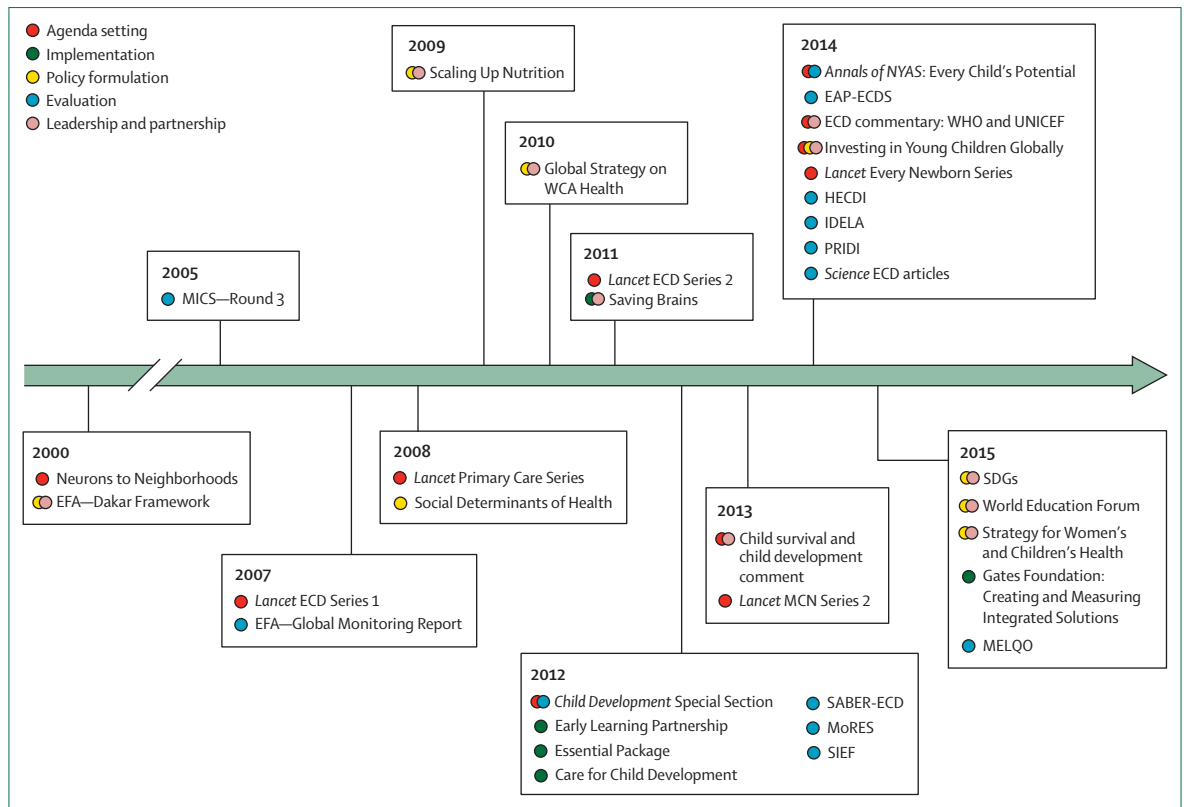 Agenda setting
Implementation
Policy formulation
Evaluation
Leadership and partnership
2009
Scaling Up Nutrition
2010
Global Strategy on
WCA Health
2011
Lancet ECD Series 2
Saving Brains
2014
Annals of NYAS: Every Child's Potential
EAP-ECDS
ECD commentary: WHO and UNICEF
Investing in Young Children Globally
Lancet Every Newborn Series
HECDI
IDELA
PRIDI
Science ECD articles
2005
MICS—Round 3
2000
Neurons to Neighborhoods
EFA—Dakar Framework
2007
Lancet ECD Series 1
EFA—Global Monitoring Report
2008
Lancet Primary Care Series
Social Determinants of Health
2012
Child Development Special Section
Early Learning Partnership
Essential Package
Care for Child Development
SABER-ECD
MoRES
SIEF
2013
Child survival and
child development
comment
Lancet MCN Series 2
2015
SDGs
World Education Forum
Strategy for Women's
and Children's Health
Gates Foundation:
Creating and Measuring
Integrated Solutions
MELQO